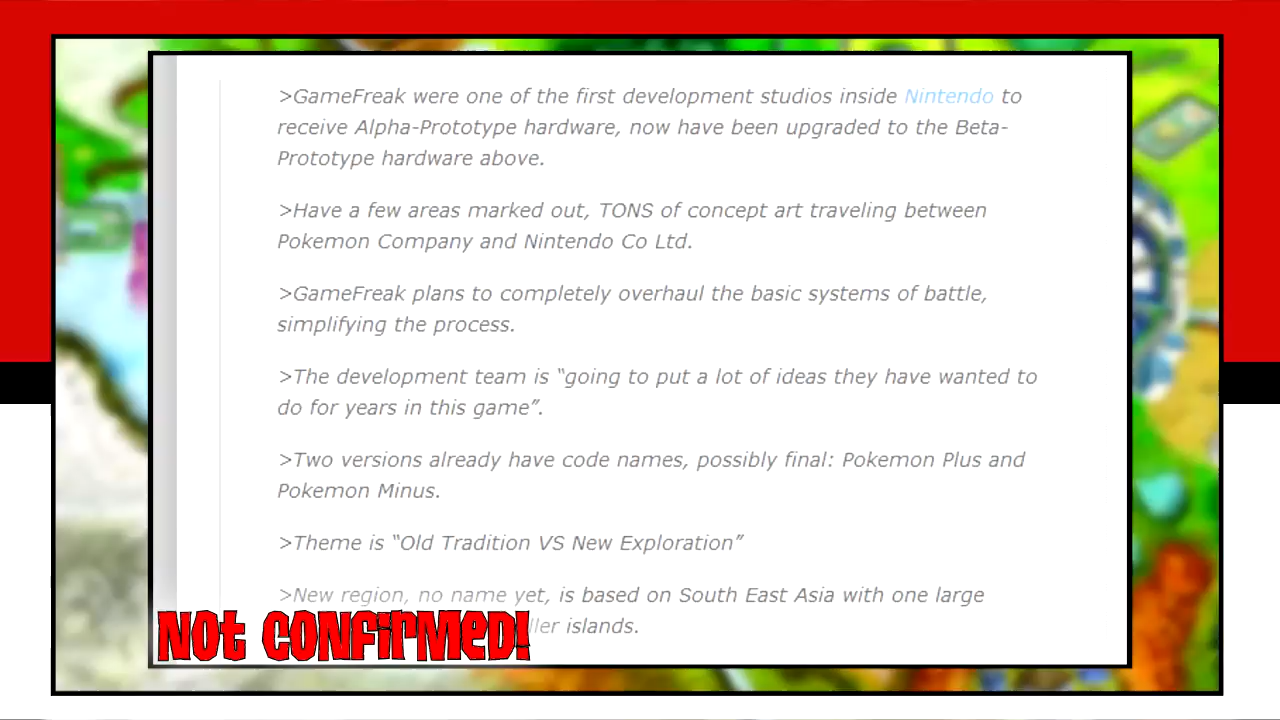 >GameFreak were one of the first development studios inside Nintendo to
receive Alpha-Prototype hardware, now have been upgraded to the Beta-
Prototype hardware above.
>Have a few areas marked out, TONS of concept art traveling between
Pokemon Company and Nintendo Co Ltd.
>GameFreak plans to completely overhaul the basic systems of battle,
simplifying the process.
>The development team is “going to put a lot of ideas they have wanted to
do for years in this game”.
>Two versions already have code names, possibly final: Pokemon Plus and
Pokemon Minus.
>Theme is “Old Tradition VS New Exploration”
>New region, no name yet, is based on South East Asia with one large
islands.
Not CONfirMeD!